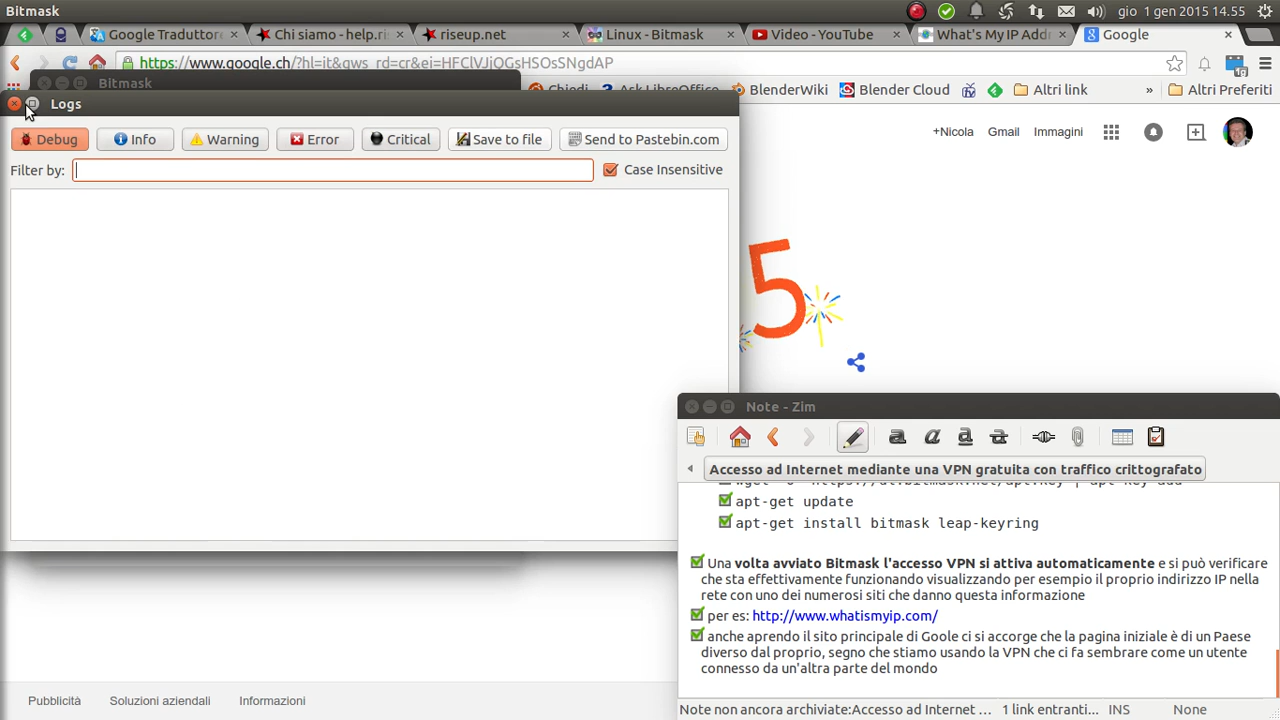 Bitmask
gio 1 gen 2015 14.55
Google Traduttor
Chi siamo - help.ri
riseup.net
Linux - Bitmask
Video - YouTube
What's My IP Addr
Google
https://www.google.ch/?hl=it&gws_rd=cr&ei=HFClVJjQGsHSOsSNgdAP
Bitmask
Chiedi
Ask LibreOffice
BlenderWiki
Blender Cloud
Altri link
»
Altri Preferiti
Logs
+Nicola
Gmail
Immagini
Debug
Info
Warning
Error
Critical
Save to file
Send to Pastebin.com
Filter by:
Case Insensitive
5
Note - Zim
Accesso ad Internet mediante una VPN gratuita con traffico crittografato
apt-get update
apt-get install bitmask leap-keyring
Una volta avviato Bitmask l'accesso VPN si attiva automaticamente e si può verificare
che sta effettivamente funzionando visualizzando per esempio il proprio indirizzo IP nella
rete con uno dei numerosi siti che danno questa informazione
per es: http://www.whatismyip.com/
anche aprendo il sito principale di Goole ci si accorge che la pagina iniziale è di un Paese
diverso dal proprio, segno che stiamo usando la VPN che ci fa sembrare come un utente
connesso da un'altra parte del mondo
Pubblicità
Soluzioni aziendali
Informazioni
Note non ancora archiviate:Accesso ad Internet ...
1 link entranti...
INS
None